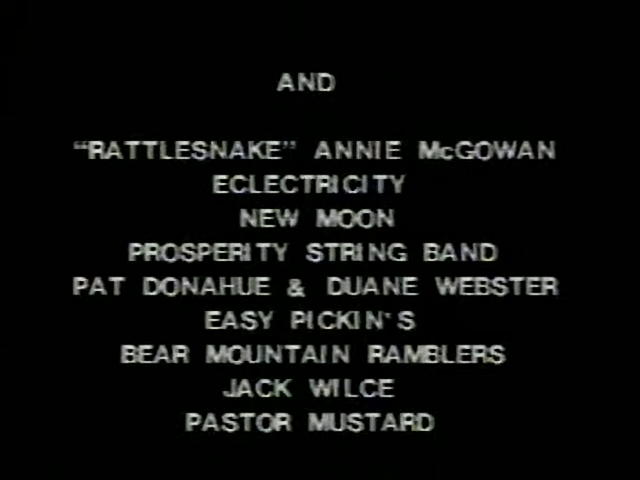 AND
"RATTLESNAKE" ANNIE McGOWAN
ECLECTRICITY
NEW MOON
PROSPERITY STRING BAND
PAT DONAHUE & DUANE WEBSTER
EASY PICKIN'S
BEAR MOUNTAIN RAMBLERS
JACK WILCE
PASTOR MUSTARD